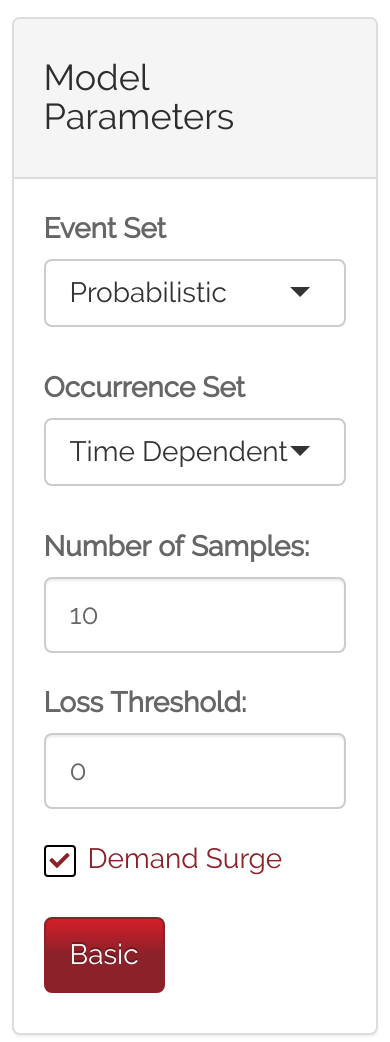 Model
Parameters
Event Set
Probabilistic
Occurrence Set
Time Dependent
Number of Samples:
10
Loss Threshold:
0
Demand Surge
Basic